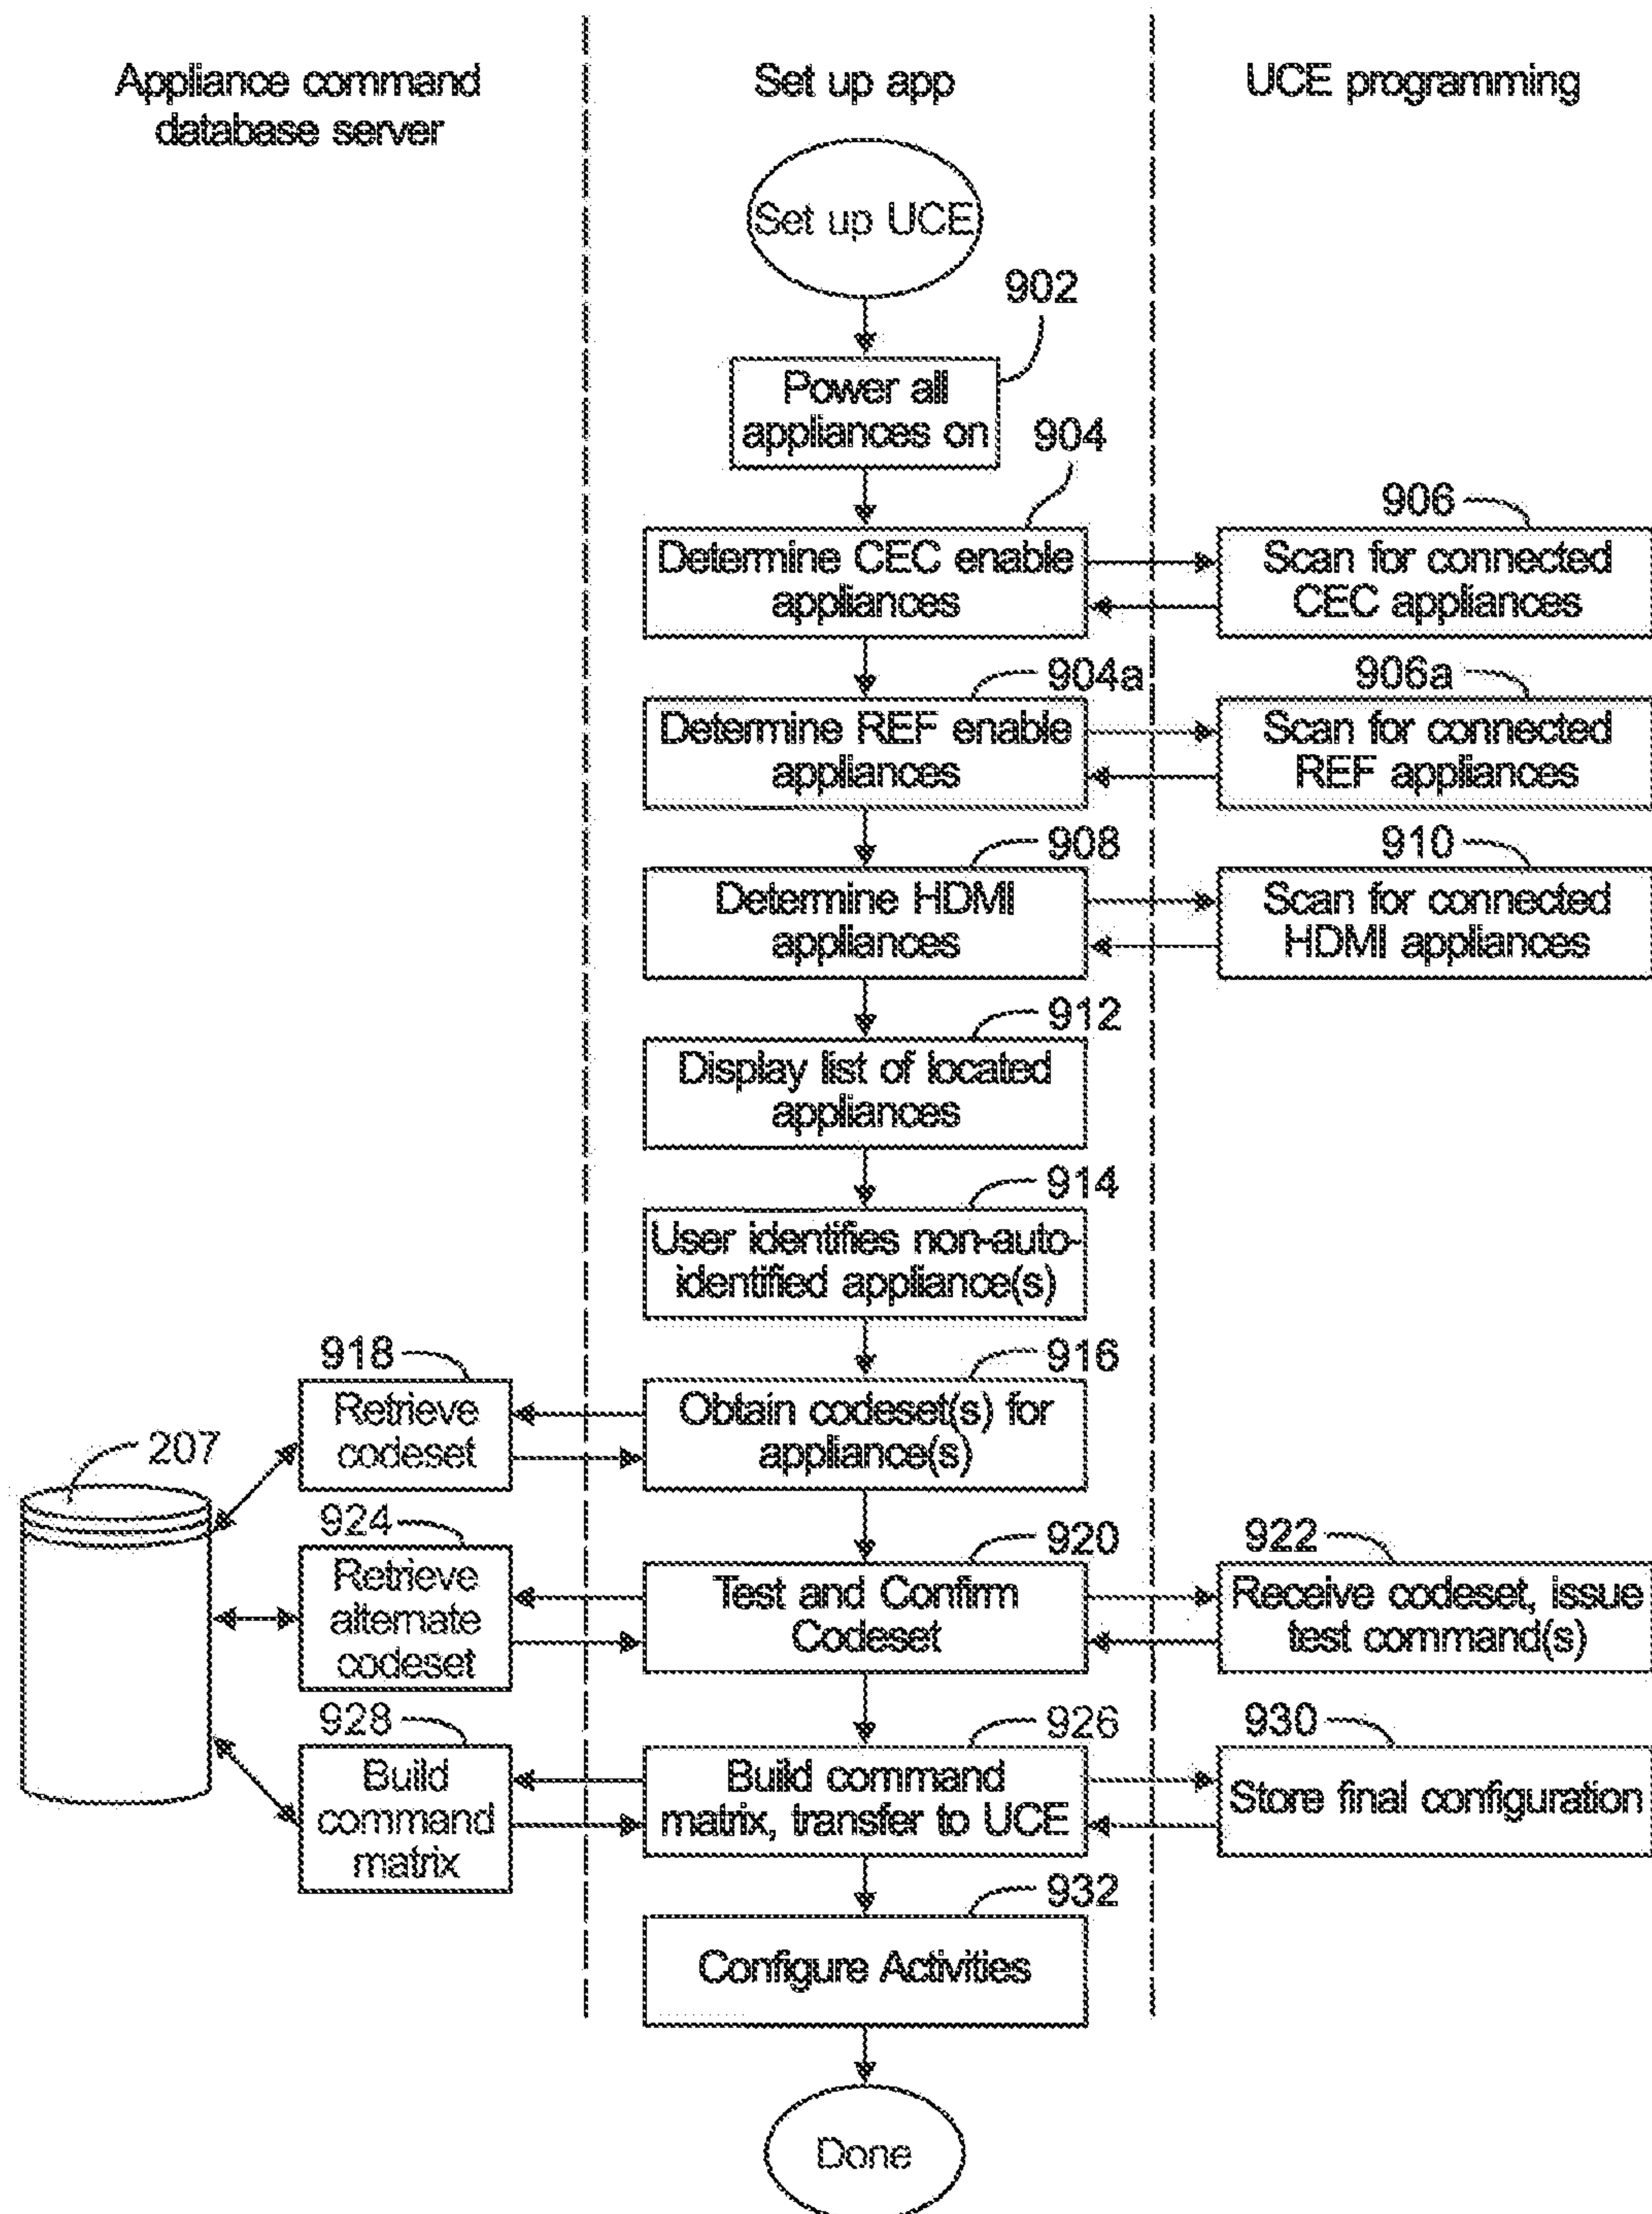 Appliance command
database server
Set up app
UCE programming
Set up UCE
902
Power all
appliances on
904
Determine CEC enable
appliances
906
Scan for connected
CEC appliances
904a
Determine REF enable
appliances
906a
Scan for connected
REF appliances
908
Determine HDMI
appliances
910
Scan for connected
HDMI appliances
912
Display list of located
appliances
914
User identifies non-auto-
identified appliance(s)
918
Retrieve
codeset
916
Obtain codeset(s) for
appliance(s)
207
924
Retrieve
alternate
codeset
920
Test and Confirm
Codeset
922
Receive codeset, issue
test command(s)
928
Build
command
matrix
926
Build command
matrix, transfer to UCE
930
Store final configuration
932
Configure Activities
Done